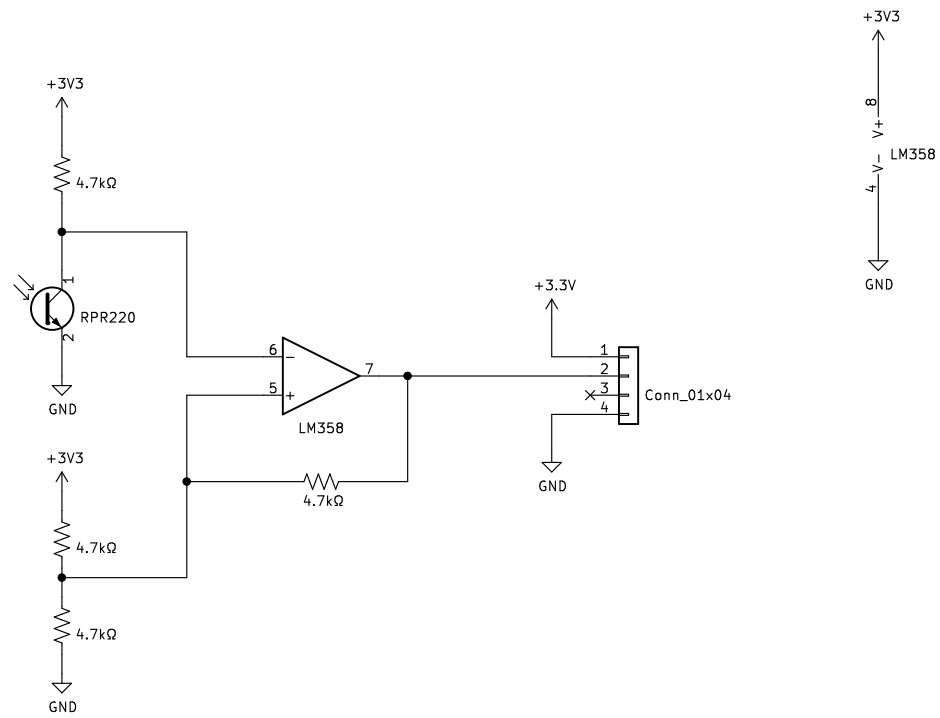 +3V3
8
V+
LM358
V-
4
GND
+3V3
4.7kΩ
1
RPR220
2
GND
+3.3V
6
-
7
5
+
LM358
1
2
3
4
Conn_01x04
GND
+3V3
4.7kΩ
4.7kΩ
4.7kΩ
GND